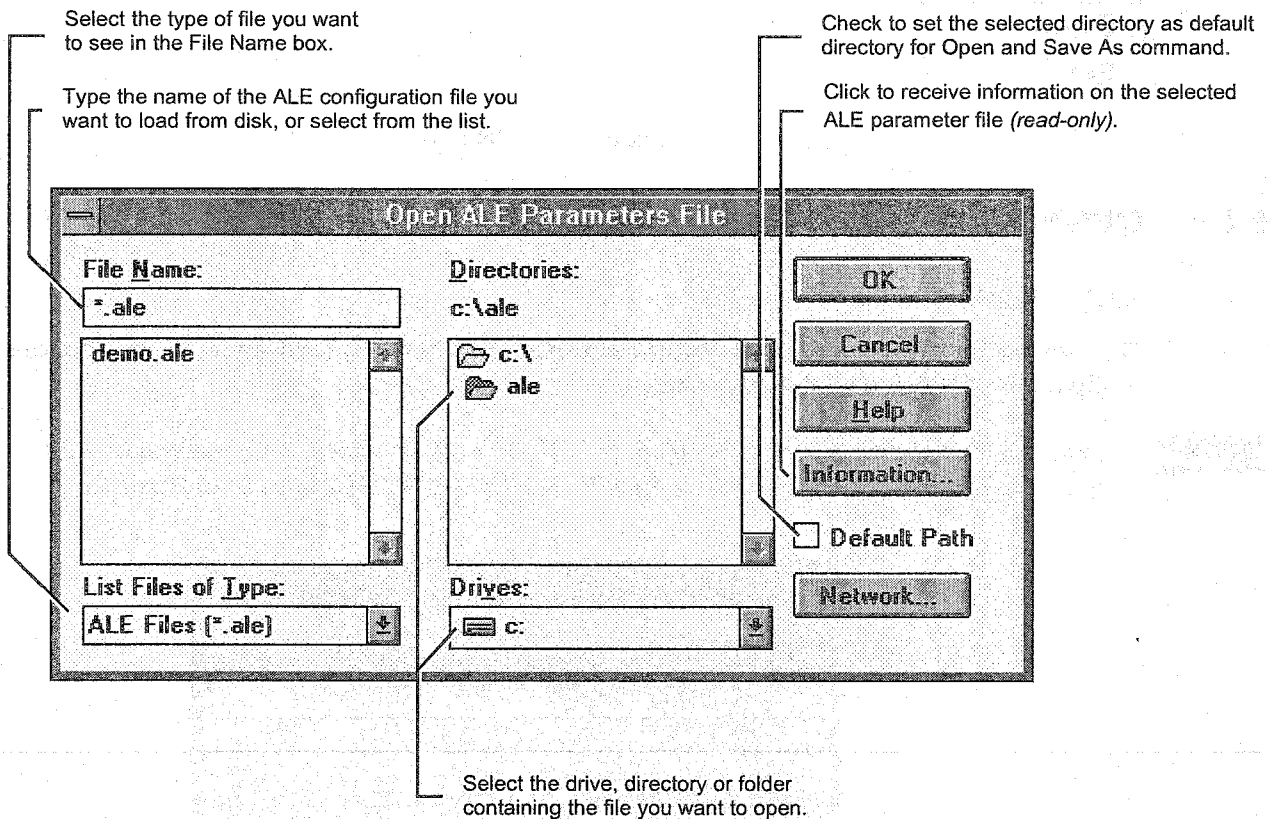 Select the type of file you want
to see in the File Name box.
Type the name of the ALE configuration file you
want to load from disk, or select from the list.
Check to set the selected directory as default
directory for Open and Save As command.
Click to receive information on the selected
ALE parameter file (read-only).
Open ALE Parameters File
File Name:
*.ale
demo.ale
List Files of Type:
ALE Files (*.ale)
Directories:
c:\ale
c:\
ale
Drives:
c:
OK
Cancel
Help
Information...
Default Path
Network...
Select the drive, directory or folder
containing the file you want to open.